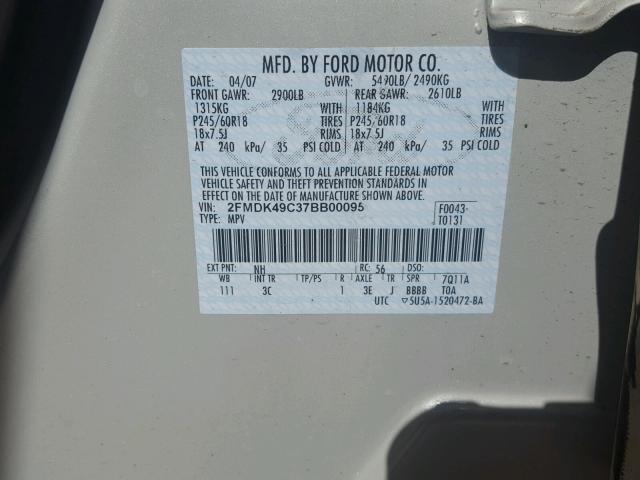 MFD. BY FORD MOTOR CO.
DATE: 04/07 GVWR: 5490LB/ 2490KG
FRONT GAWR: 2900LB REAR GAWR: 2610LB
1315KG WITH 1184KG WITH
P245/60R18 TIRES P245/60R18 TIRES
18x7.5J RIMS 18x7.5J RIMS
AT 240 kPa/ 35 PSI COLD AT 240 kPa/ 35 PSI COLD
THIS VEHICLE CONFORMS TO ALL APPLICABLE FEDERAL MOTOR
VEHICLE SAFETY AND THEFT PREVENTION STANDARDS IN
EFFECT ON THE DATE OF MANUFACTURE SHOWN ABOVE.
VIN: 2FMDK49C37BB00095 F0043-
TYPE: MPV T0131
EXT PNT: NH RC: 56 DSO:
WB INT TR TP/PS R AXLE TR SPR 7Q11A
111 3C 1 3E J BBBB T0A
UTC ▽5U5A-1520472-BA